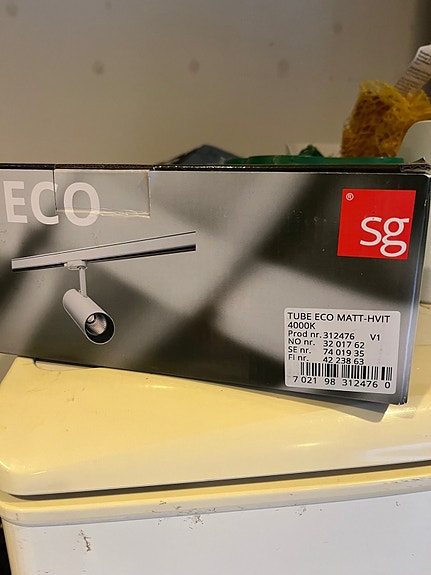 ECO
® sg
TUBE ECO MATT-HVIT
4000K
Prod nr. 312476 V1
NO nr. 32 017 62
SE nr. 74 019 35
FI nr. 42 238 63
7 021 98 312476 0